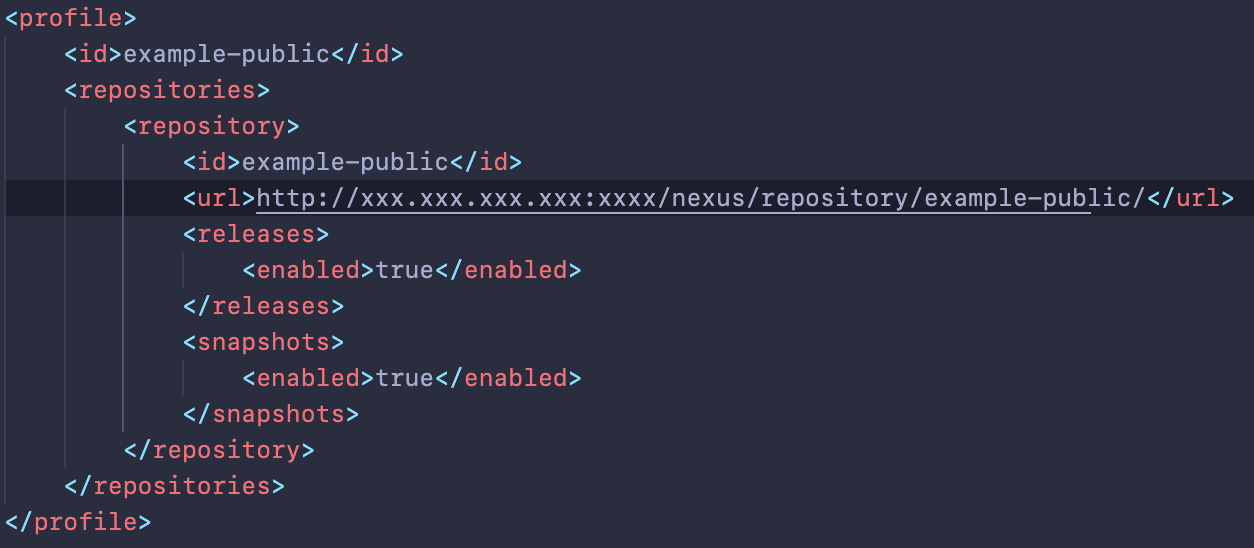 <profile>
    <id>example-public</id>
    <repositories>
        <repository>
            <id>example-public</id>
            <url>http://xxx.xxx.xxx.xxx:xxxx/nexus/repository/example-public/</url>
            <releases>
                <enabled>true</enabled>
            </releases>
            <snapshots>
                <enabled>true</enabled>
            </snapshots>
        </repository>
    </repositories>
</profile>